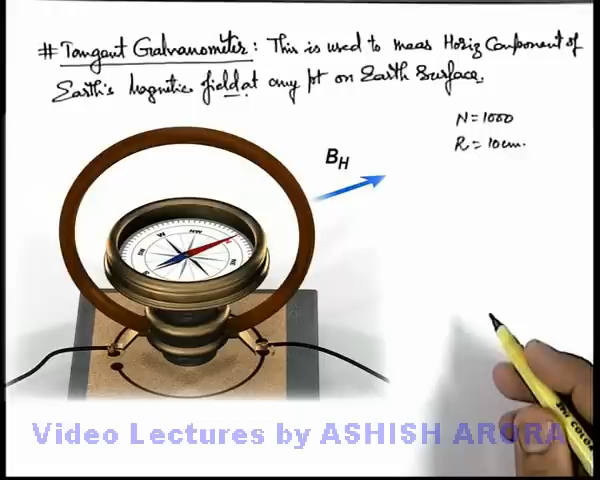 # Tangent Galvanometer : This is used to meas Horiz Component of
Earth's Magnetic field at any pt on Earth Surface.
N = 1000
R = 10 cm.
BH
Video Lectures by ASHISH ARORA